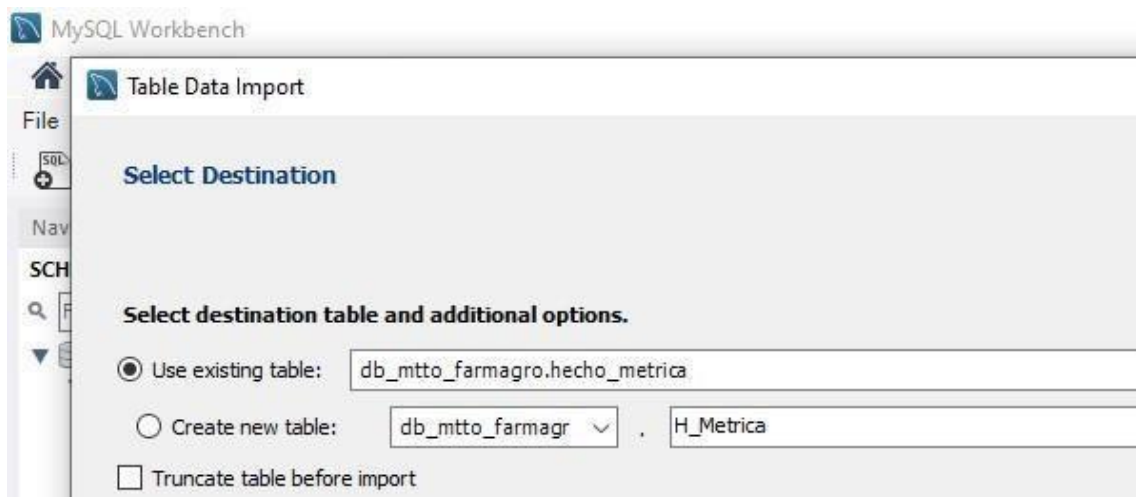 MySQL Workbench
Table Data Import
File
SQL
Select Destination
Nav
SCH
Select destination table and additional options.
Use existing table: db_mtto_farmagro.hecho_metrica
Create new table: db_mtto_farmagr . H_Metrica
Truncate table before import